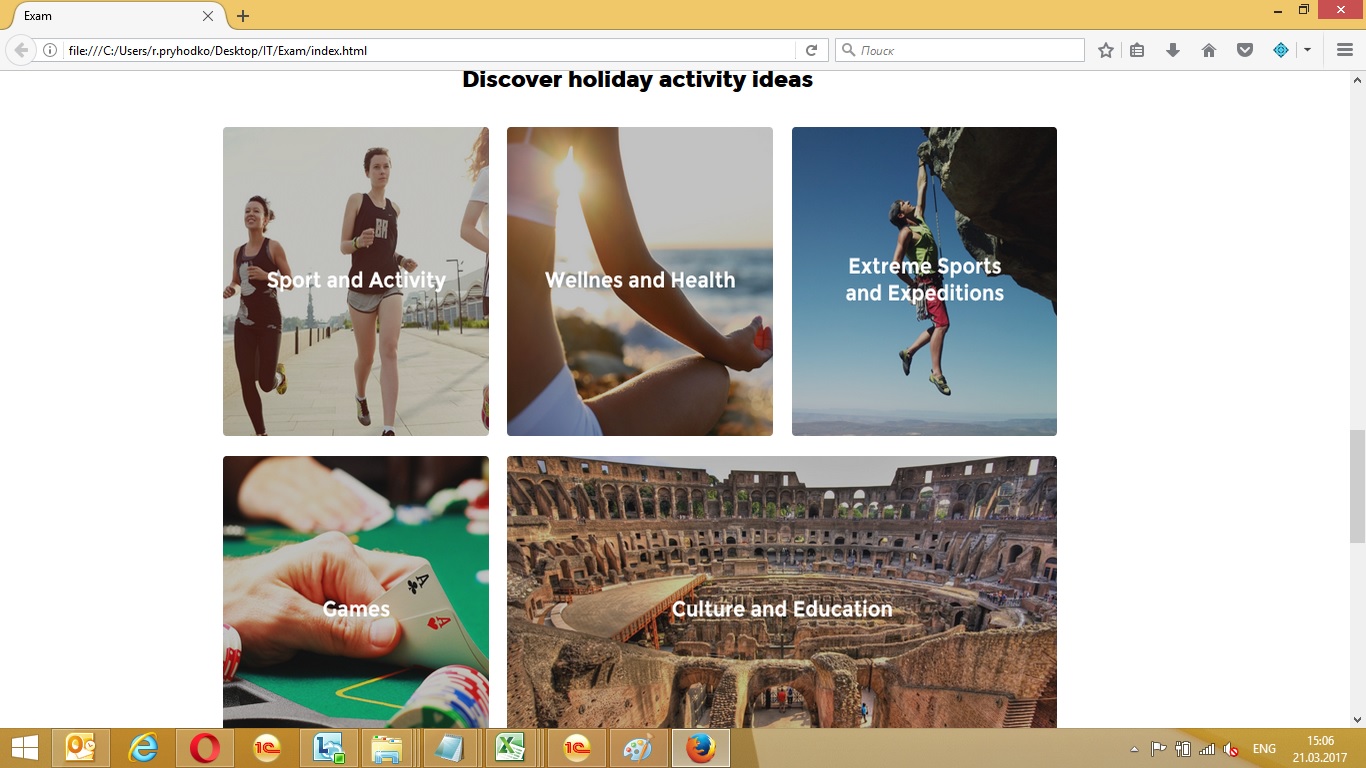 Exam
file:///C:/Users/r.pryhodko/Desktop/IT/Exam/index.html
Поиск
Discover holiday activity ideas
BR
Sport and Activity
Wellnes and Health
Extreme Sports
and Expeditions
A
A
Games
Culture and Education
ENG
15:06
21.03.2017